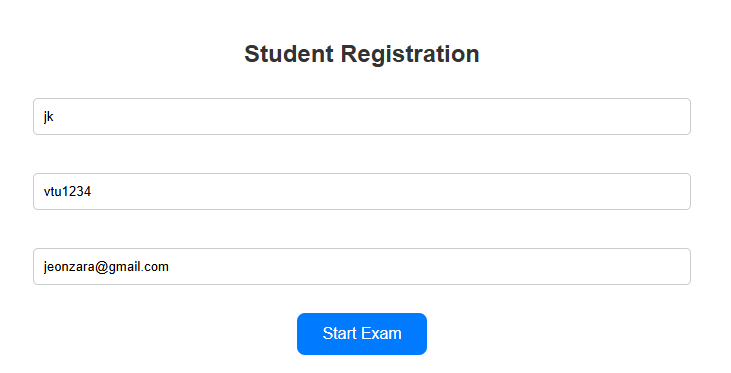 Student Registration
jk
vtu1234
jeonzara@gmail.com
Start Exam